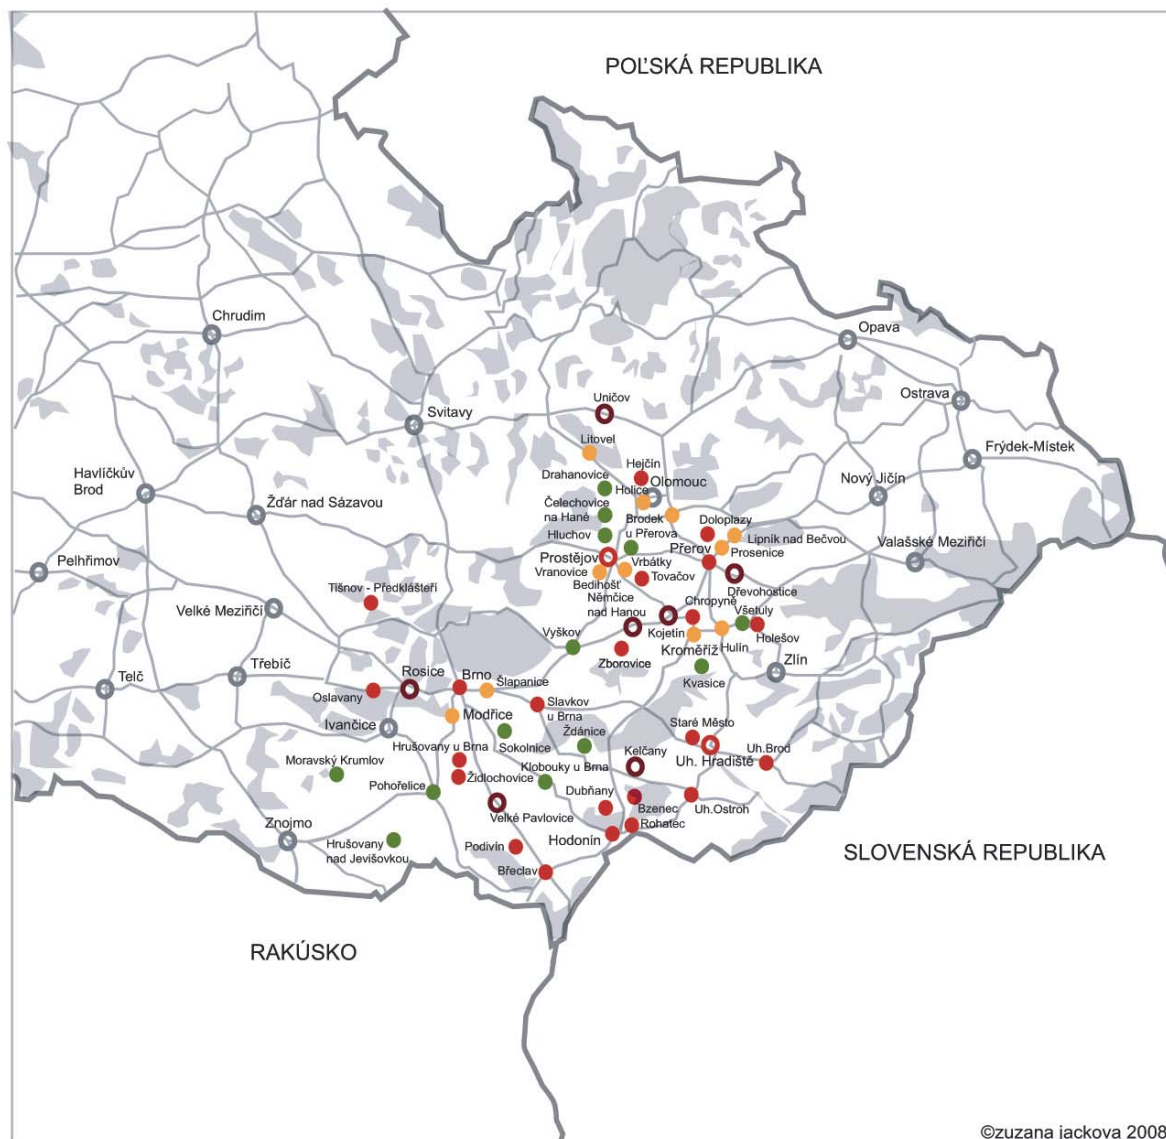 POĽSKÁ REPUBLIKA
Chrudim
Opava
Uničov
Ostrava
Svitavy
Litovel
Frýdek-Místek
Hejčín
Havlíčkův
Brod
Drahanovice
Olomouc
Holice
Nový Jičín
Žďár nad Sázavou
Čelechovice
na Hané
Brodek
u Přerova
Doloplazy
Hluchov
Lipník nad Bečvou
Přerov
Prosenice
Valašské Meziříčí
Pelhřimov
Prostějov
Vrbátky
Vranovice
Bedihošť
Tovačov
Tišnov - Předklášteří
Němčice
nad Hanou
Dřevohostice
Chropyně
Velké Meziříčí
Všetuly
Vyškov
Kojetín
Holešov
Kroměříž
Hulín
Zborovice
Zlín
Telč
Třebíč
Rosice
Brno
Šlapanice
Kvasice
Oslavany
Slavkov
u Brna
Ivančice
Modřice
Staré Město
Ždánice
Hrušovany u Brna
Sokolnice
Kelčany
Uh.Brod
Moravský Krumlov
Uh. Hradiště
Klobouky u Brna
Židlochovice
Pohořelice
Dubňany
Bzenec
Uh.Ostroh
Velké Pavlovice
Znojmo
Rohatec
Hodonín
Hrušovany
nad Jevišovkou
Podivín
Břeclav
SLOVENSKÁ REPUBLIKA
RAKÚSKO
©zuzana jackova 2008